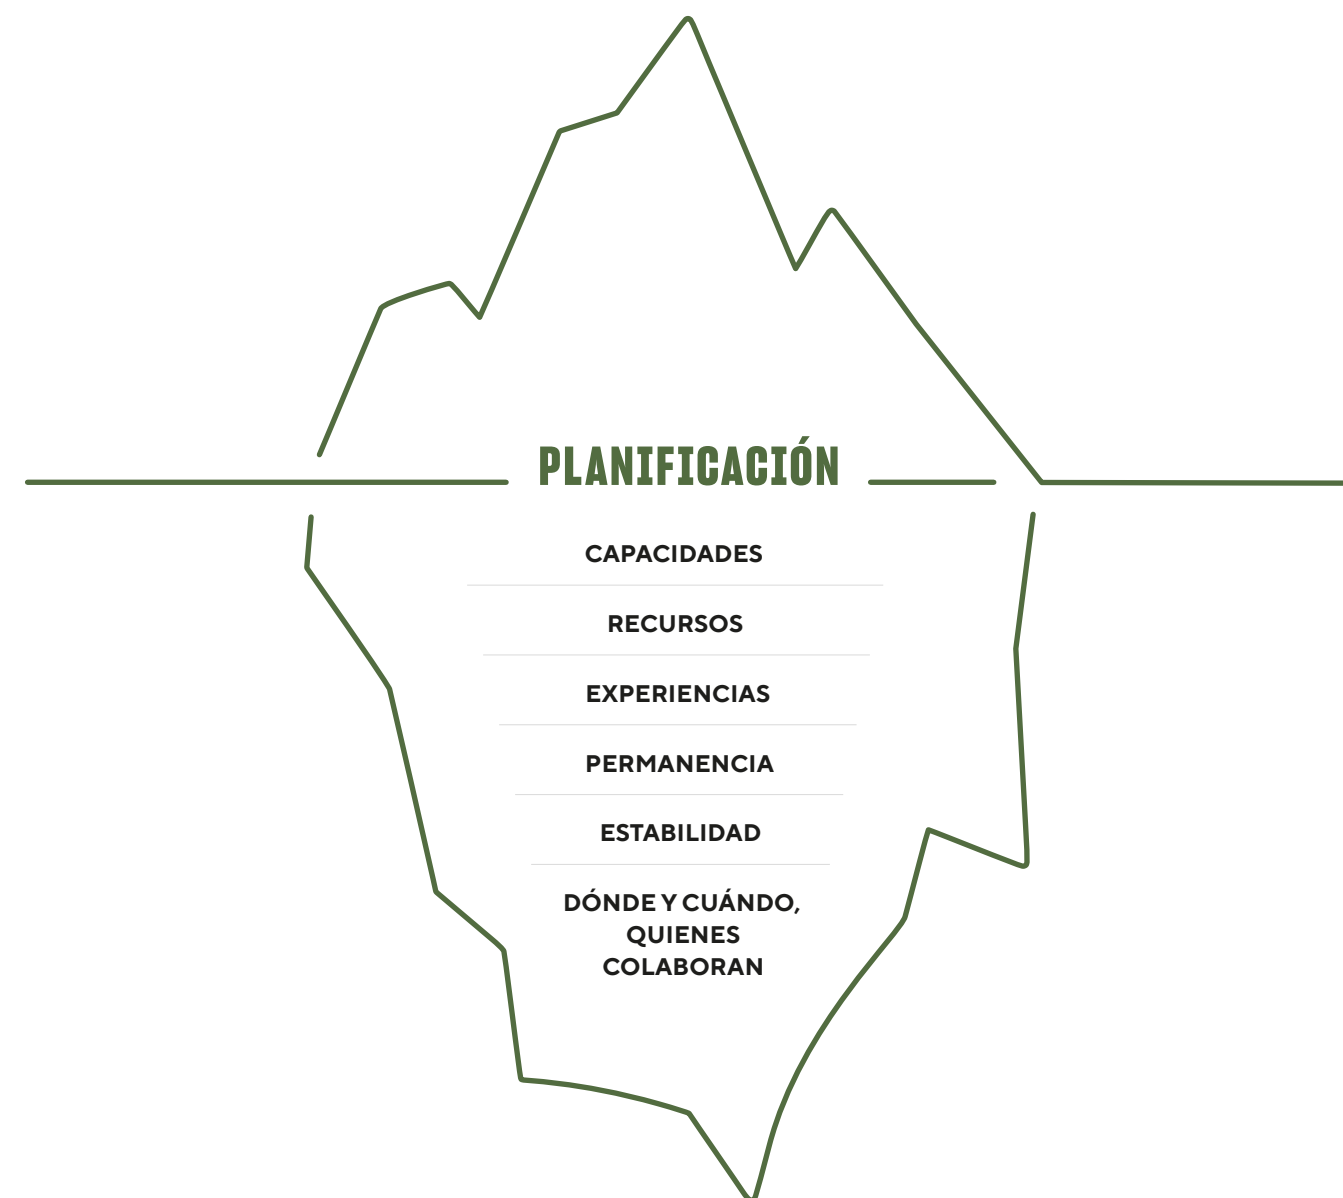 PLANIFICACIÓN
CAPACIDADES
RECURSOS
EXPERIENCIAS
PERMANENCIA
ESTABILIDAD
DÓNDE Y CUÁNDO,
QUIENES
COLABORAN